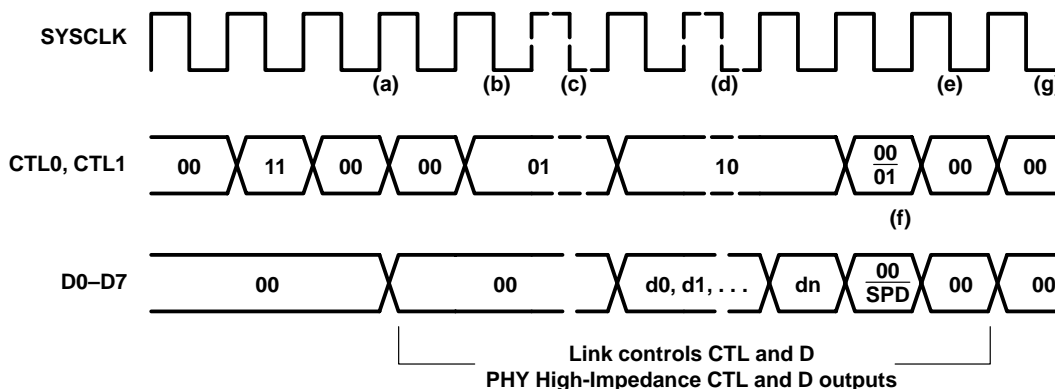 SYSCLK
(a) (b) (c) (d) (e) (g)
CTL0, CTL1 00 11 00 00 01 10 00 01 00 00
(f)
D0–D7 00 00 d0, d1, . . . dn 00 SPD 00 00
Link controls CTL and D
PHY High-Impedance CTL and D outputs